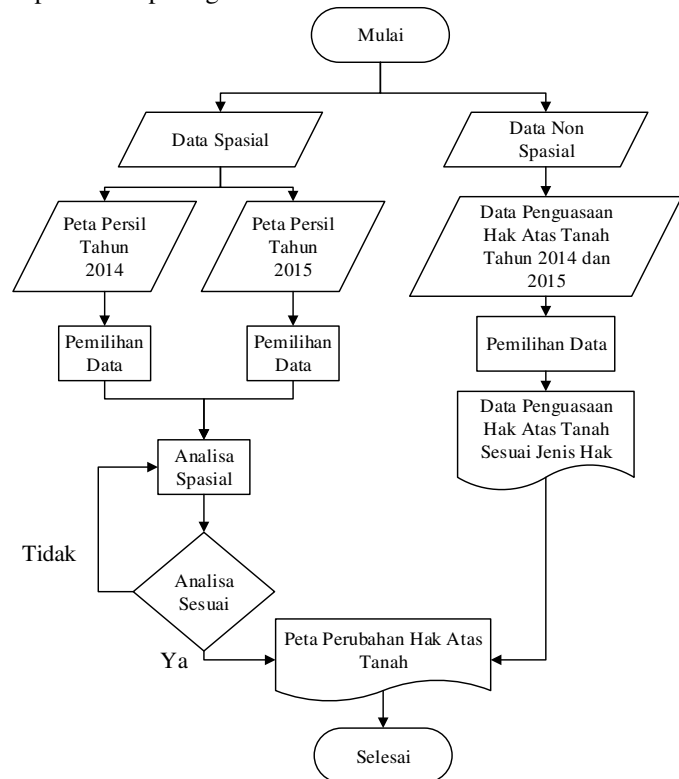 Mulai
Data Spasial
Data Non
Spasial
Peta Persil
Tahun
2014
Peta Persil
Tahun
2015
Data Penguasaan
Hak Atas Tanah
Tahun 2014 dan
2015
Pemilihan
Data
Pemilihan
Data
Pemilihan Data
Data Penguasaan
Hak Atas Tanah
Sesuai Jenis Hak
Analisa
Spasial
Tidak
Analisa
Sesuai
Ya
Peta Perubahan Hak Atas
Tanah
Selesai